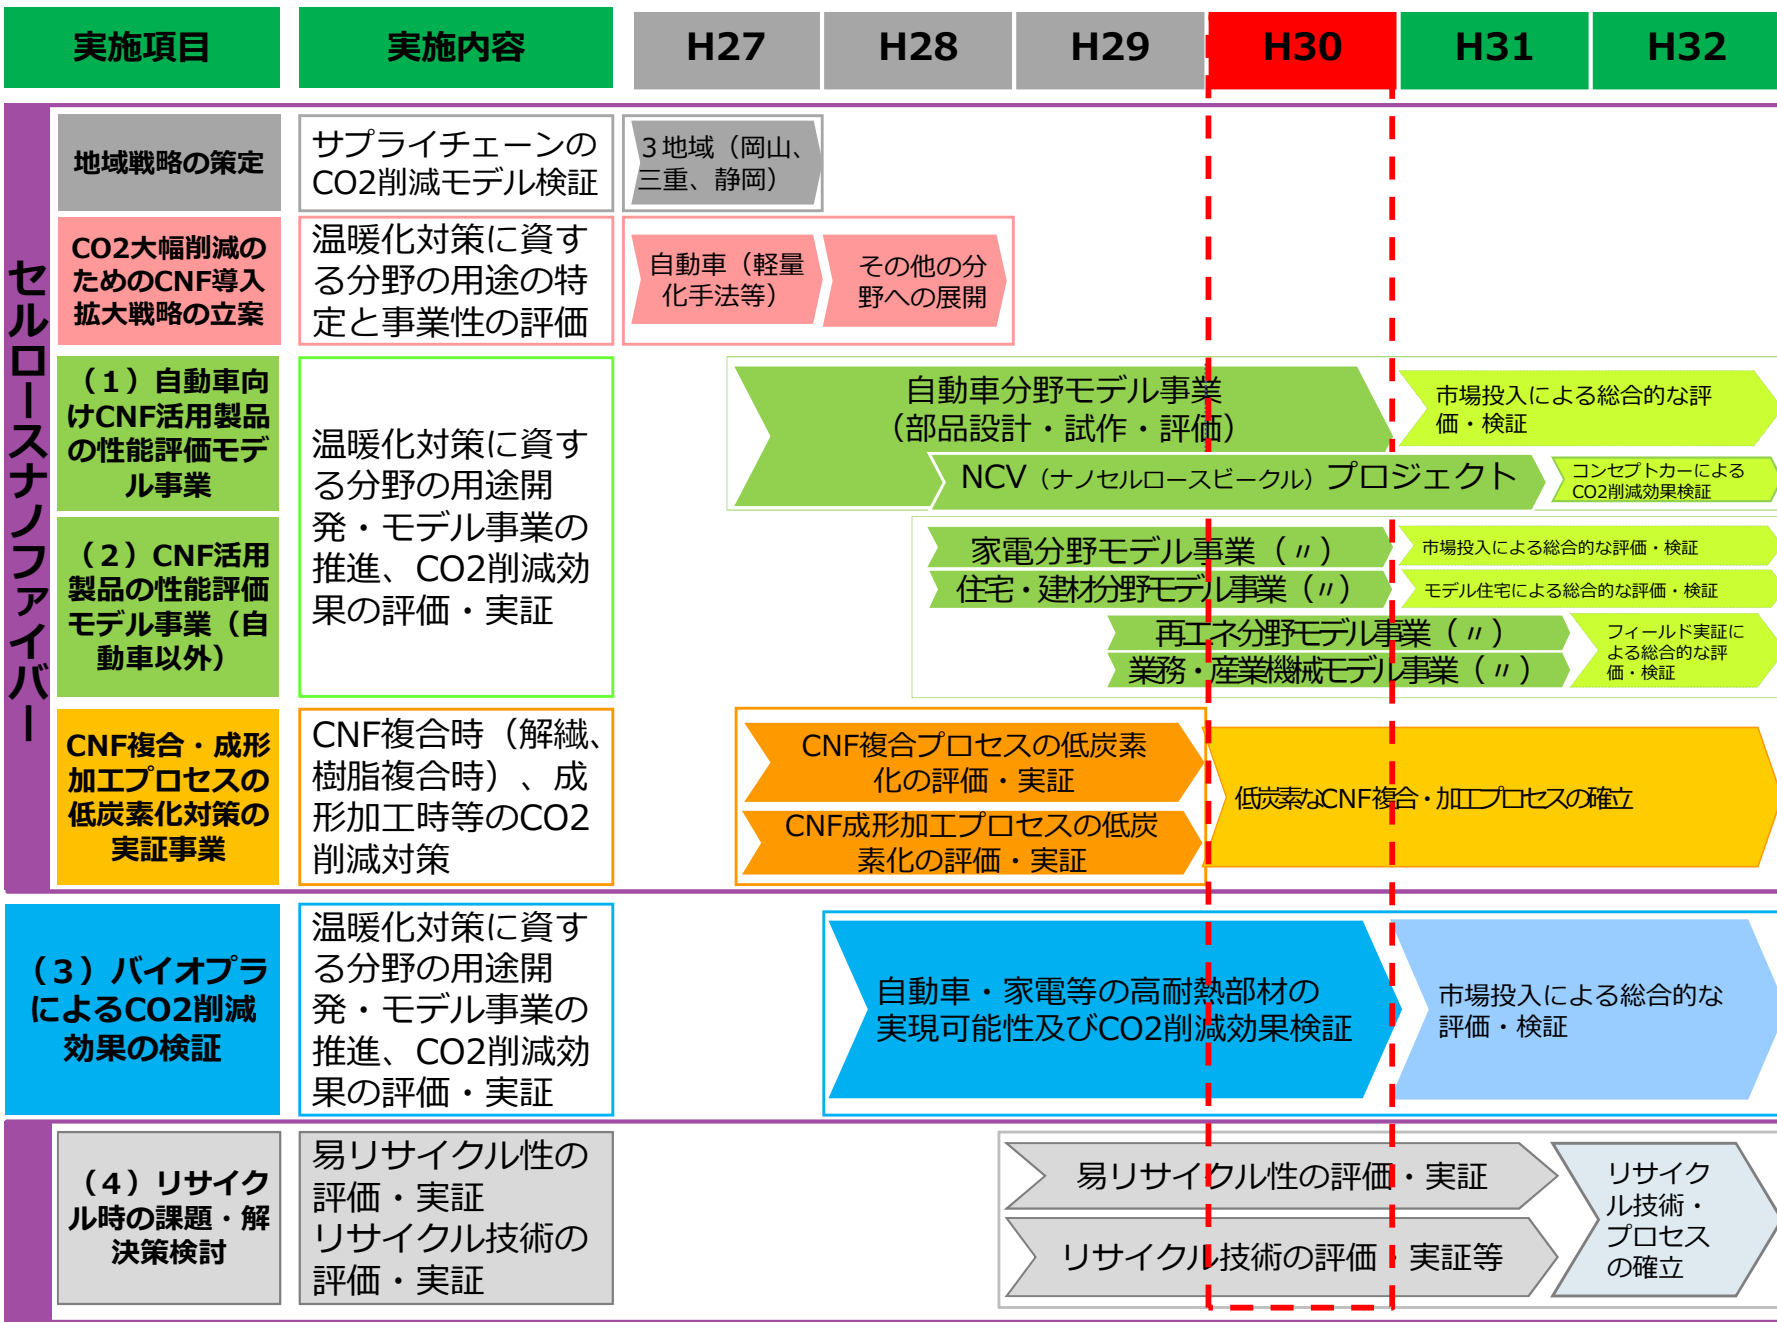 実施項目
実施内容
H27
H28
H29
H30
H31
H32
セルロースナノファイバー
地域戦略の策定
サプライチェーンの
CO2削減モデル検証
３地域（岡山、
三重、静岡）
CO2大幅削減の
ためのCNF導入
拡大戦略の立案
温暖化対策に資す
る分野の用途の特
定と事業性の評価
自動車（軽量
化手法等）
その他の分
野への展開
（１）自動車向
けCNF活用製品
の性能評価モデ
ル事業
温暖化対策に資す
る分野の用途開
発・モデル事業の
推進、CO2削減効
果の評価・実証
自動車分野モデル事業
（部品設計・試作・評価）
市場投入による総合的な評
価・検証
NCV（ナノセルロースビークル）プロジェクト
コンセプトカーによる
CO2削減効果検証
（２）CNF活用
製品の性能評価
モデル事業（自
動車以外）
家電分野モデル事業（〃）
市場投入による総合的な評価・検証
住宅・建材分野モデル事業（〃）
モデル住宅による総合的な評価・検証
再エネ分野モデル事業（〃）
業務・産業機械モデル事業（〃）
フィールド実証に
よる総合的な評
価・検証
CNF複合・成形
加工プロセスの
低炭素化対策の
実証事業
CNF複合時（解繊、
樹脂複合時）、成
形加工時等のCO2
削減対策
CNF複合プロセスの低炭素
化の評価・実証
CNF成形加工プロセスの低炭
素化の評価・実証
低炭素なCNF複合・加工プロセスの確立
（３）バイオプラ
によるCO2削減
効果の検証
温暖化対策に資す
る分野の用途開
発・モデル事業の
推進、CO2削減効
果の評価・実証
自動車・家電等の高耐熱部材の
実現可能性及びCO2削減効果検証
市場投入による総合的な
評価・検証
（４）リサイク
ル時の課題・解
決策検討
易リサイクル性の
評価・実証
リサイクル技術の
評価・実証
易リサイクル性の評価・実証
リサイクル技術の評価・実証等
リサイク
ル技術・
プロセス
の確立